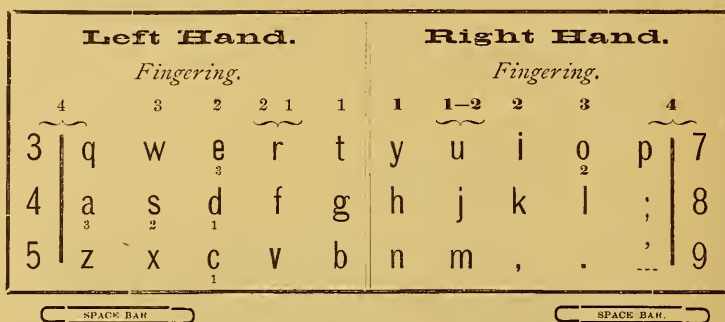 Left Hand. Right Hand.
Fingering. Fingering.
4 3 2 2 1 1 1 1–2 2 3 4
3 q w e r t y u i o p 7
3 2
4 a s d f g h j k l ; 8
3 2 1
5 z x c v b n m , . ’ --- 9
1
SPACE BAR SPACE BAR.